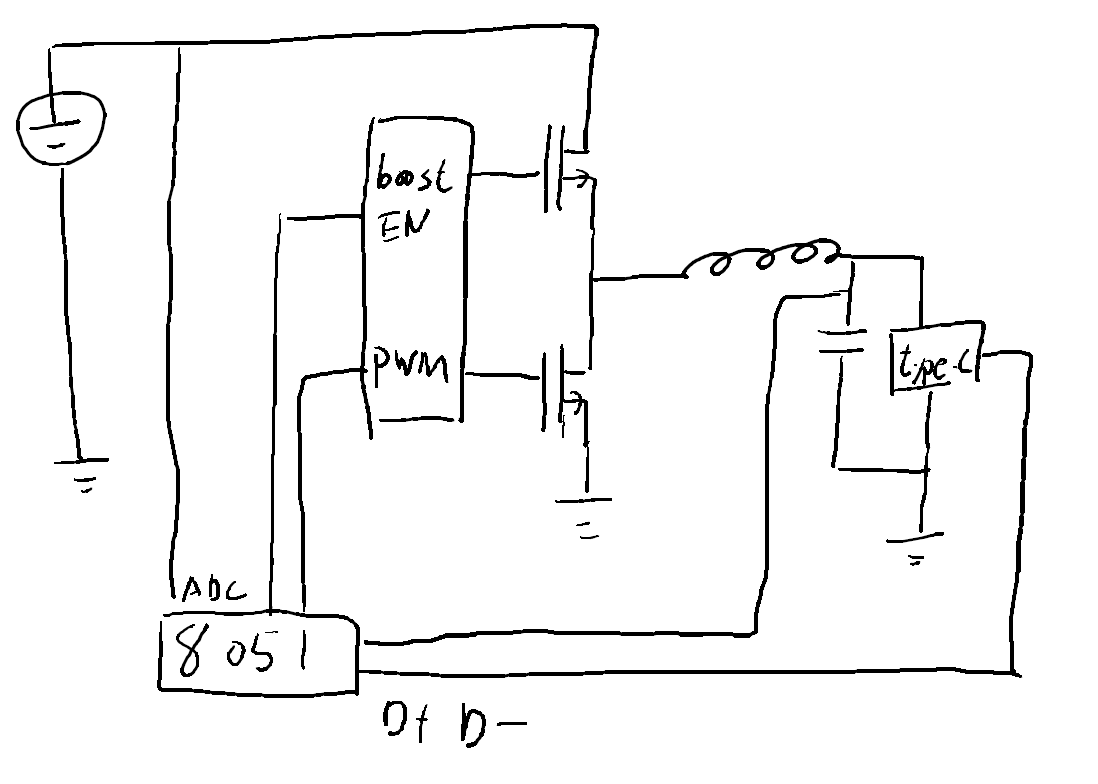 boost
EN
PWM
type-c
ADC
8051
D+ D-